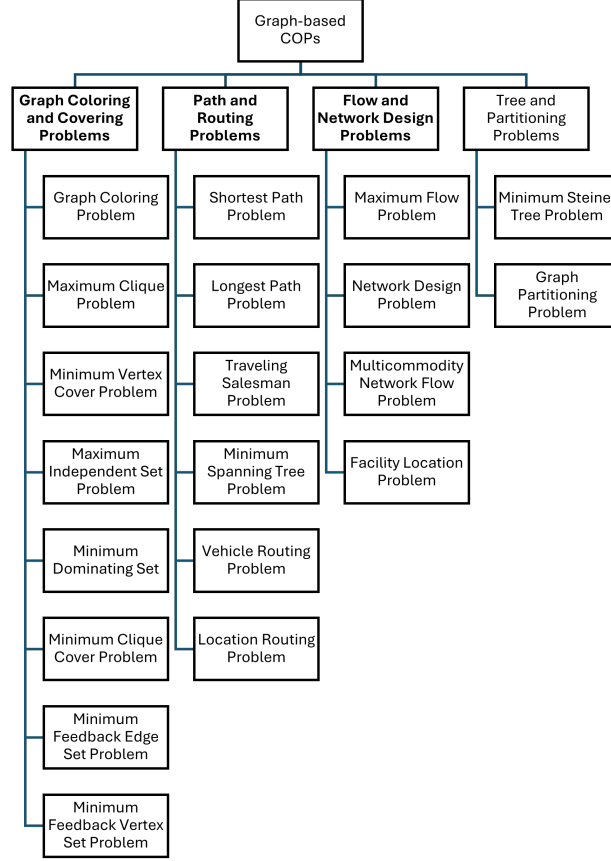 Graph-based
COPs
Graph Coloring
and Covering
Problems
Path and
Routing
Problems
Flow and
Network Design
Problems
Tree and
Partitioning
Problems
Graph Coloring
Problem
Maximum Clique
Problem
Minimum Vertex
Cover Problem
Maximum
Independent Set
Problem
Minimum
Dominating Set
Minimum Clique
Cover Problem
Minimum
Feedback Edge
Set Problem
Minimum
Feedback Vertex
Set Problem
Shortest Path
Problem
Longest Path
Problem
Traveling
Salesman
Problem
Minimum
Spanning Tree
Problem
Vehicle Routing
Problem
Location Routing
Problem
Maximum Flow
Problem
Network Design
Problem
Multicommodity
Network Flow
Problem
Facility Location
Problem
Minimum Steine
Tree Problem
Graph
Partitioning
Problem